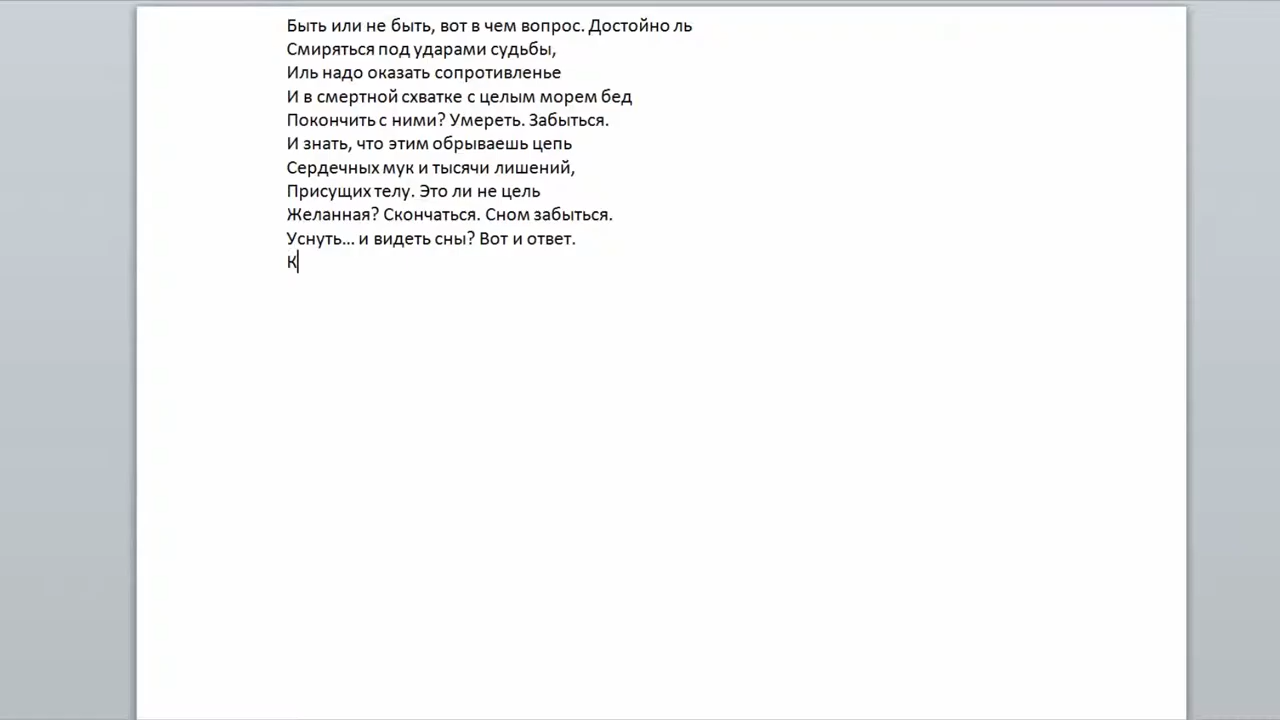 Быть или не быть, вот в чем вопрос. Достойно ль
Смиряться под ударами судьбы,
Иль надо оказать сопротивленье
И в смертной схватке с целым морем бед
Покончить с ними? Умереть. Забыться.
И знать, что этим обрываешь цепь
Сердечных мук и тысячи лишений,
Присущих телу. Это ли не цель
Желанная? Скончаться. Сном забыться.
Уснуть... и видеть сны? Вот и ответ.
К